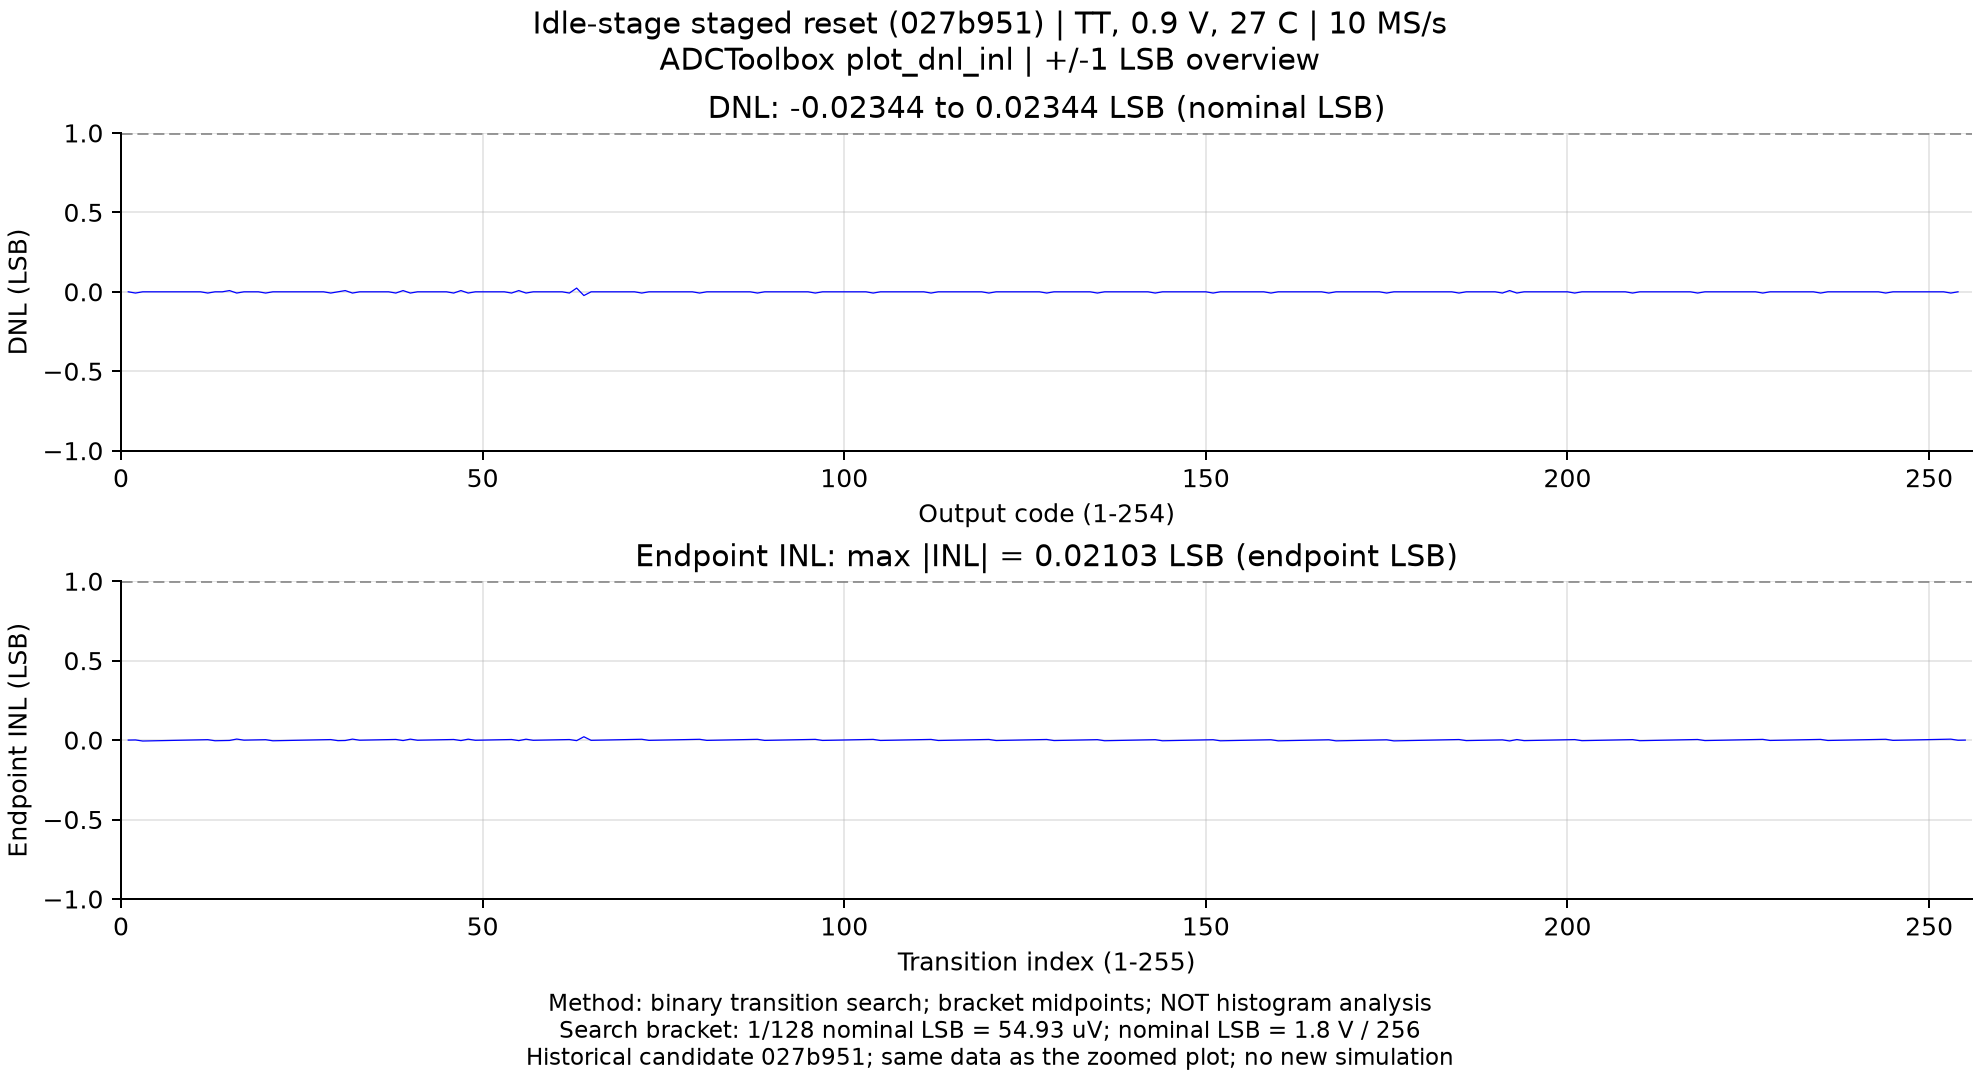 Idle-stage staged reset (027b951) | TT, 0.9 V, 27 C | 10 MS/s
ADCToolbox plot_dnl_inl | +/-1 LSB overview
DNL: -0.02344 to 0.02344 LSB (nominal LSB)
DNL (LSB)
1.0
0.5
0.0
−0.5
−1.0
0 50 100 150 200 250
Output code (1-254)
Endpoint INL: max |INL| = 0.02103 LSB (endpoint LSB)
Endpoint INL (LSB)
1.0
0.5
0.0
−0.5
−1.0
0 50 100 150 200 250
Transition index (1-255)
Method: binary transition search; bracket midpoints; NOT histogram analysis
Search bracket: 1/128 nominal LSB = 54.93 uV; nominal LSB = 1.8 V / 256
Historical candidate 027b951; same data as the zoomed plot; no new simulation